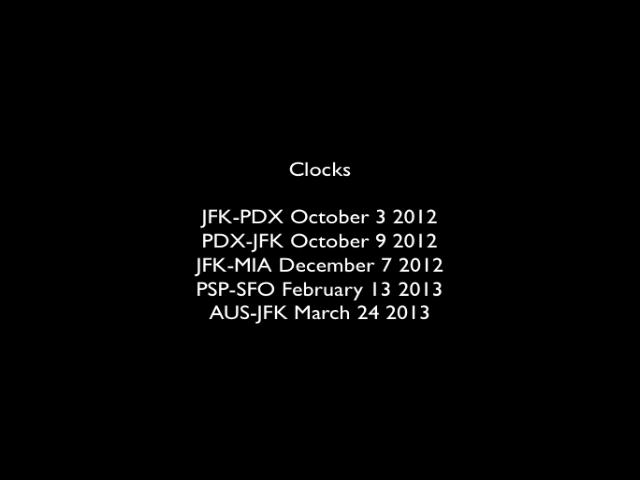 Clocks
JFK-PDX October 3 2012
PDX-JFK October 9 2012
JFK-MIA December 7 2012
PSP-SFO February 13 2013
AUS-JFK March 24 2013